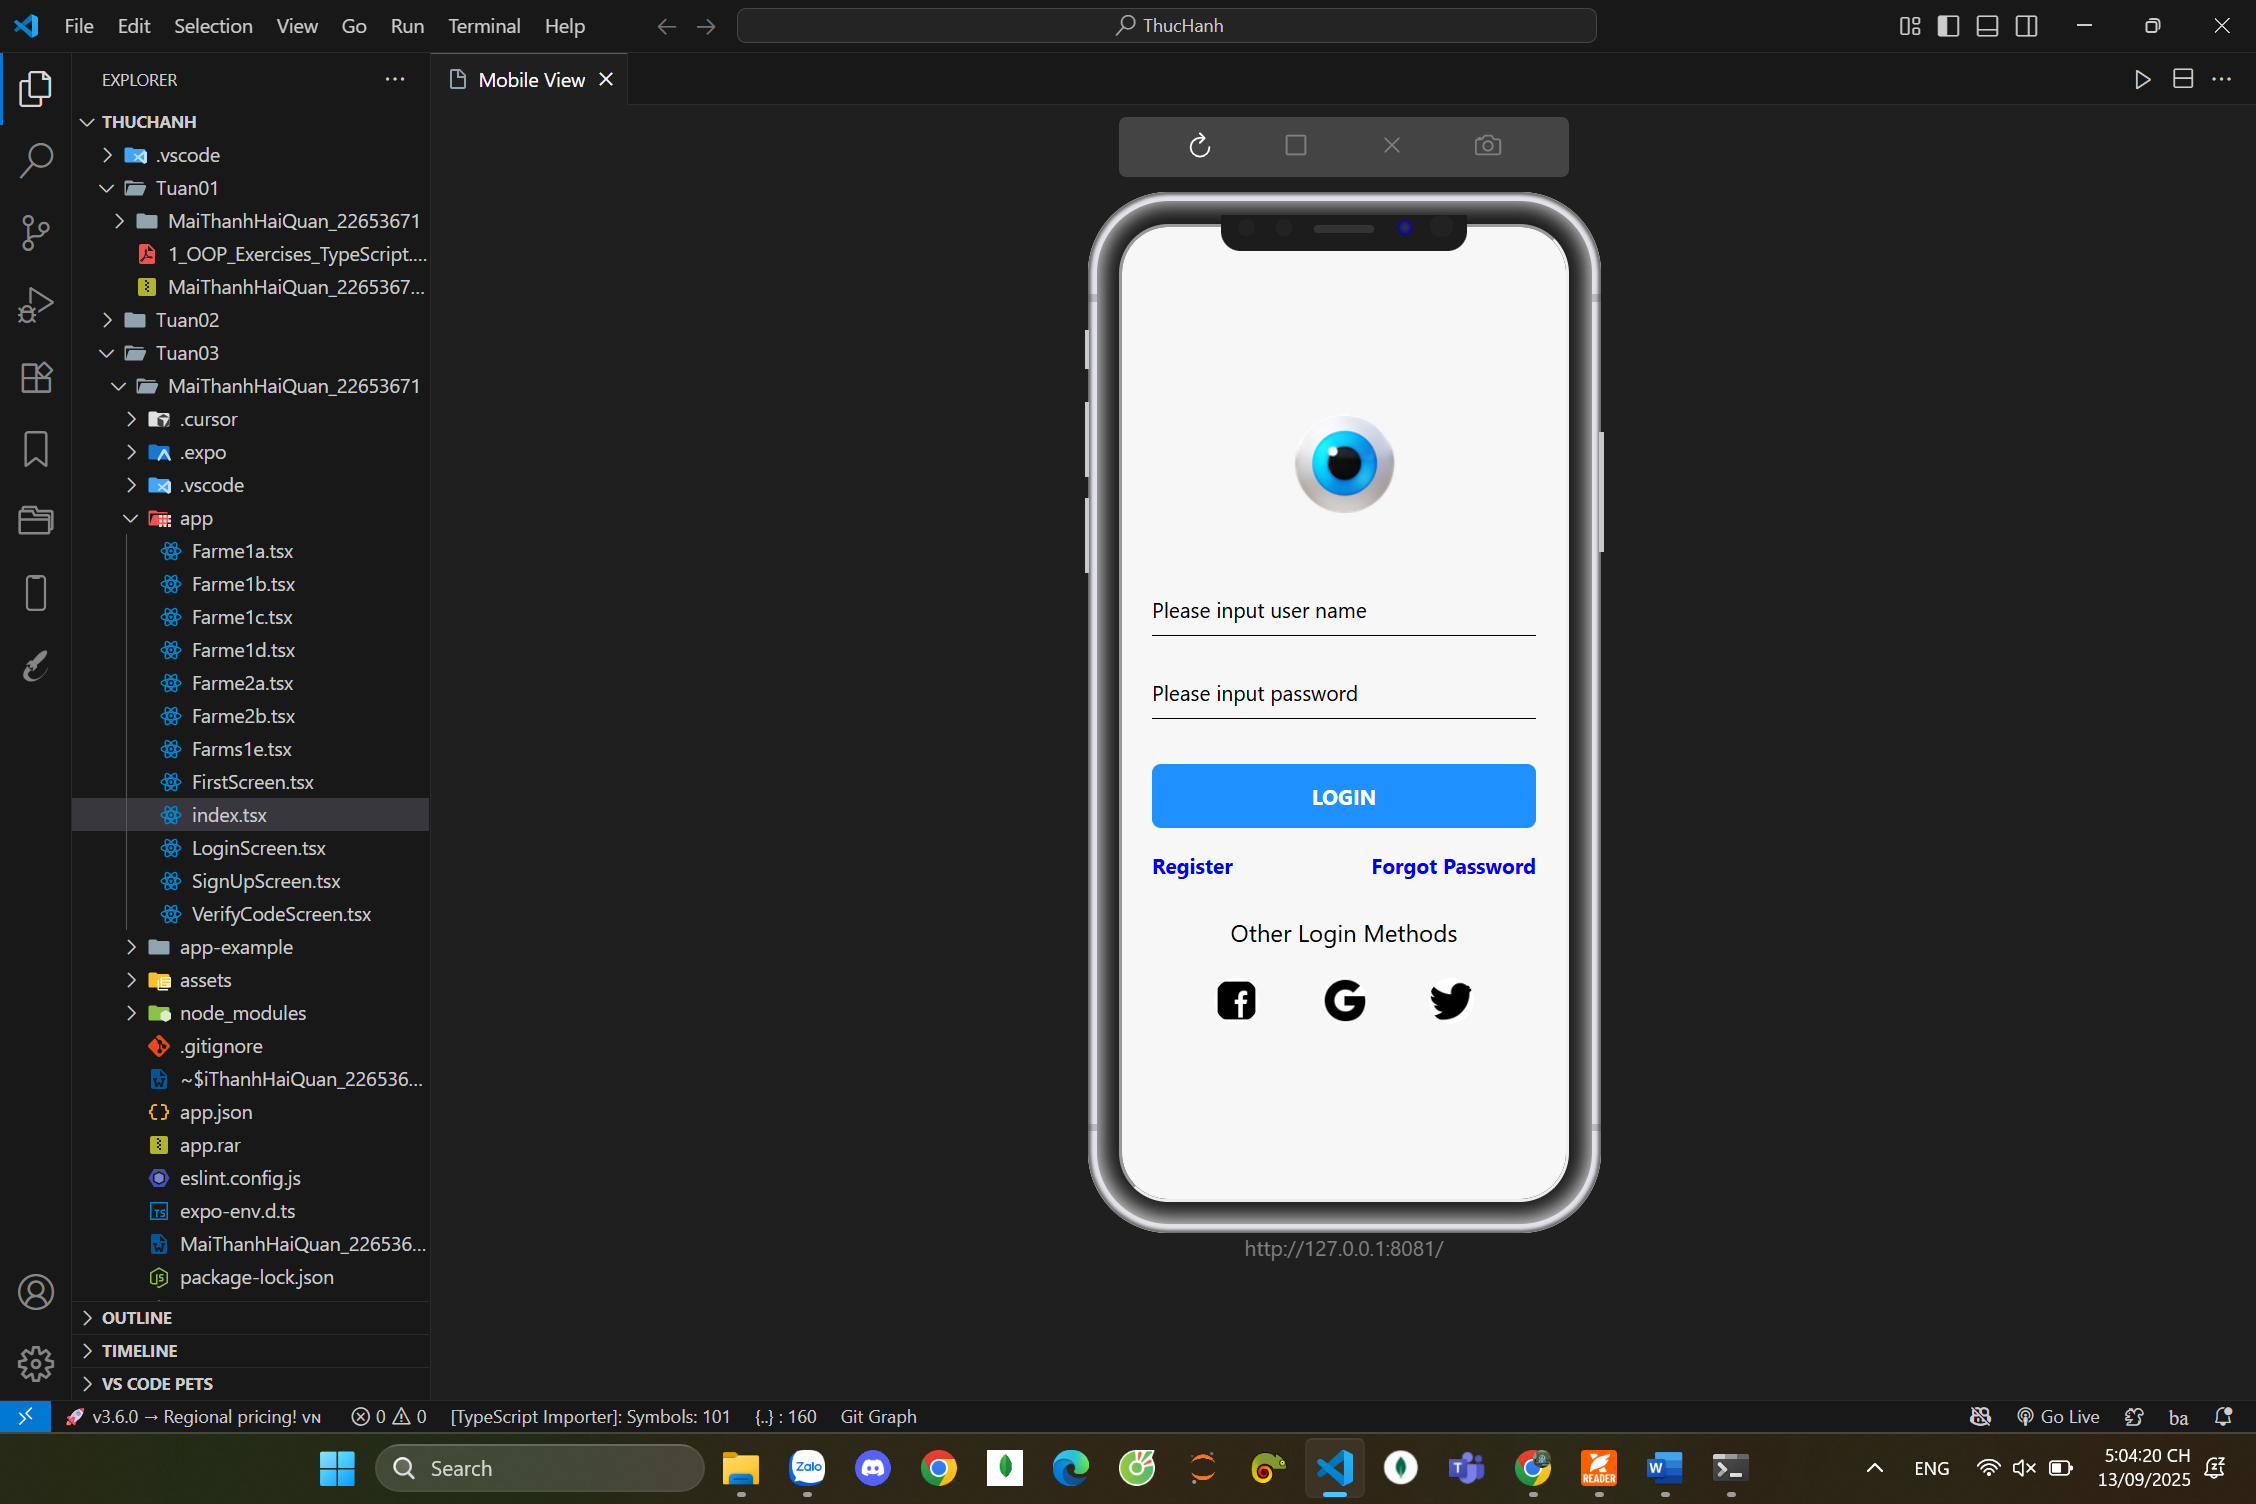 File Edit Selection View Go Run Terminal Help
ThucHanh
EXPLORER
Mobile View
THUCHANH
.vscode
Tuan01
MaiThanhHaiQuan_22653671
1_OOP_Exercises_TypeScript....
MaiThanhHaiQuan_2265367...
Tuan02
Tuan03
MaiThanhHaiQuan_22653671
.cursor
.expo
.vscode
app
Farme1a.tsx
Farme1b.tsx
Farme1c.tsx
Farme1d.tsx
Farme2a.tsx
Farme2b.tsx
Farms1e.tsx
FirstScreen.tsx
index.tsx
LoginScreen.tsx
SignUpScreen.tsx
VerifyCodeScreen.tsx
app-example
assets
node_modules
.gitignore
~$iThanhHaiQuan_226536...
app.json
app.rar
eslint.config.js
expo-env.d.ts
MaiThanhHaiQuan_226536...
package-lock.json
OUTLINE
TIMELINE
VS CODE PETS
Please input user name
Please input password
LOGIN
Register Forgot Password
Other Login Methods
http://127.0.0.1:8081/
v3.6.0 → Regional pricing! VN 0 0 [TypeScript Importer]: Symbols: 101 {..} : 160 Git Graph
Go Live ba
Search
Zalo
READER
ENG
5:04:20 CH
13/09/2025